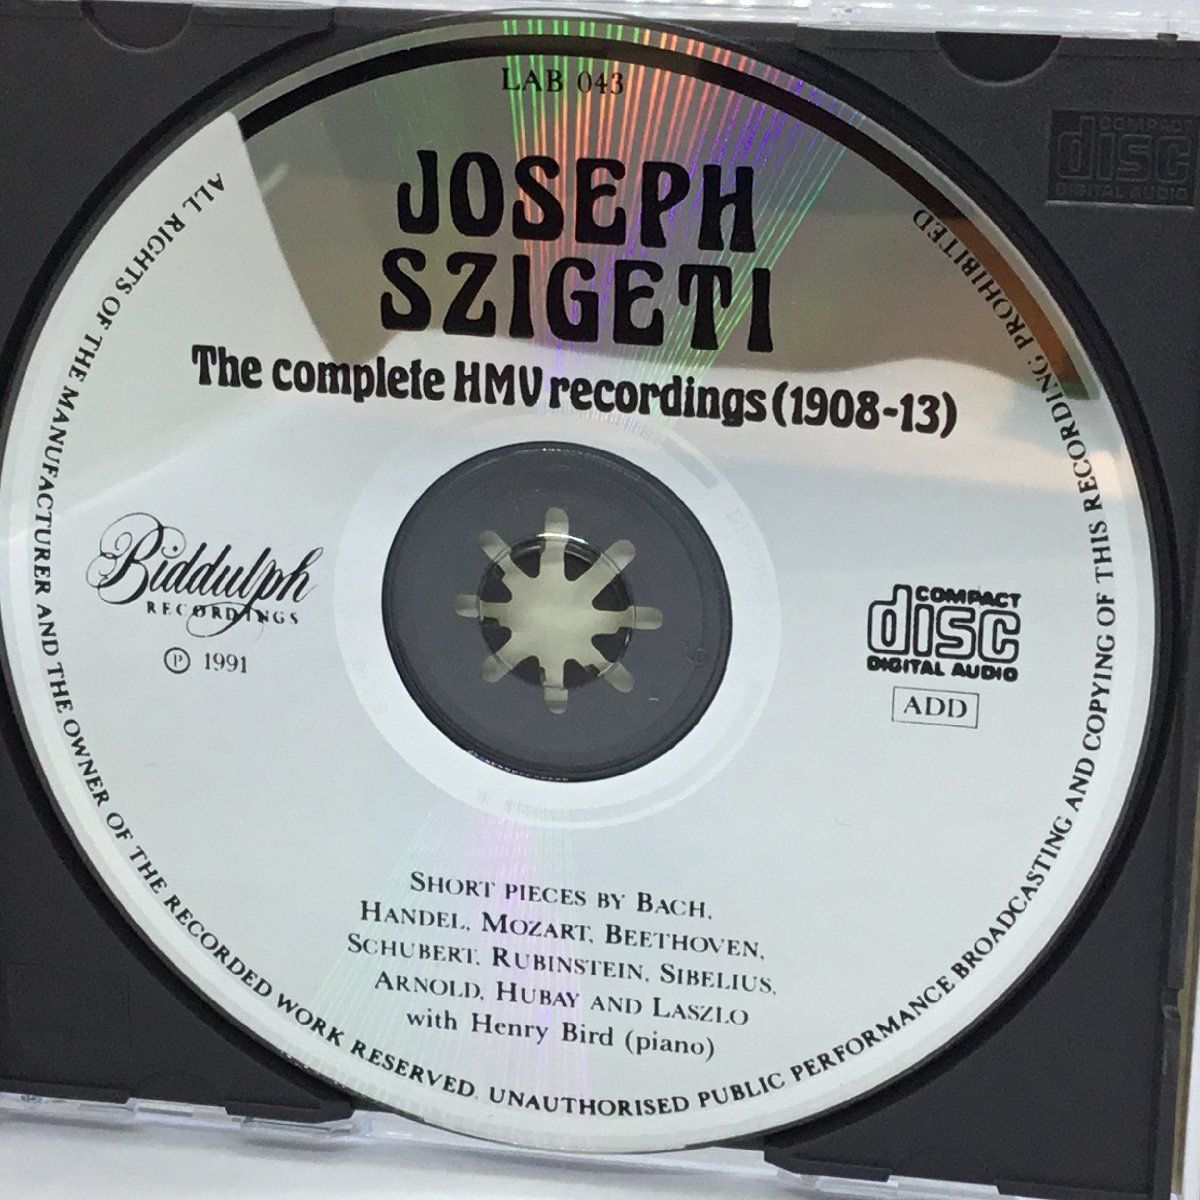 LAB 043
JOSEPH
SZIGETI
The complete HMV recordings (1908-13)
Biddulph
RECORDINGS
Ⓟ 1991
COMPACT
disc
DIGITAL AUDIO
ADD
SHORT PIECES BY BACH,
HANDEL, MOZART, BEETHOVEN,
SCHUBERT, RUBINSTEIN, SIBELIUS,
ARNOLD, HUBAY AND LASZLO
with Henry Bird (piano)
ALL RIGHTS OF THE MANUFACTURER AND THE OWNER OF THE RECORDED WORK RESERVED. UNAUTHORISED PUBLIC PERFORMANCE BROADCASTING AND COPYING OF THIS RECORDING PROHIBITED
COMPACT
disc
DIGITAL AUDIO